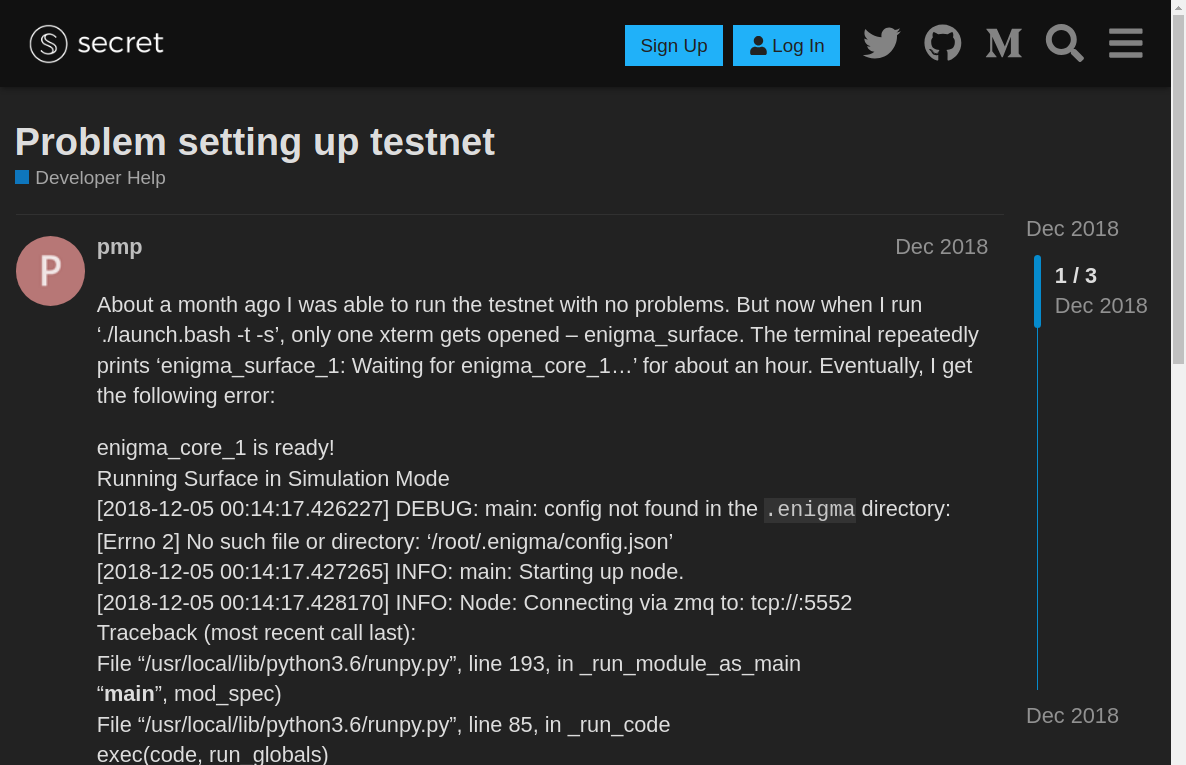 secret
Sign Up
Log In
Problem setting up testnet
Developer Help
P
pmp
Dec 2018
About a month ago I was able to run the testnet with no problems. But now when I run
‘./launch.bash -t -s’, only one xterm gets opened – enigma_surface. The terminal repeatedly
prints ‘enigma_surface_1: Waiting for enigma_core_1…’ for about an hour. Eventually, I get
the following error:
enigma_core_1 is ready!
Running Surface in Simulation Mode
[2018-12-05 00:14:17.426227] DEBUG: main: config not found in the .enigma directory:
[Errno 2] No such file or directory: ‘/root/.enigma/config.json’
[2018-12-05 00:14:17.427265] INFO: main: Starting up node.
[2018-12-05 00:14:17.428170] INFO: Node: Connecting via zmq to: tcp://:5552
Traceback (most recent call last):
File “/usr/local/lib/python3.6/runpy.py”, line 193, in _run_module_as_main
“main”, mod_spec)
File “/usr/local/lib/python3.6/runpy.py”, line 85, in _run_code
exec(code, run_globals)
Dec 2018
1 / 3
Dec 2018
Dec 2018